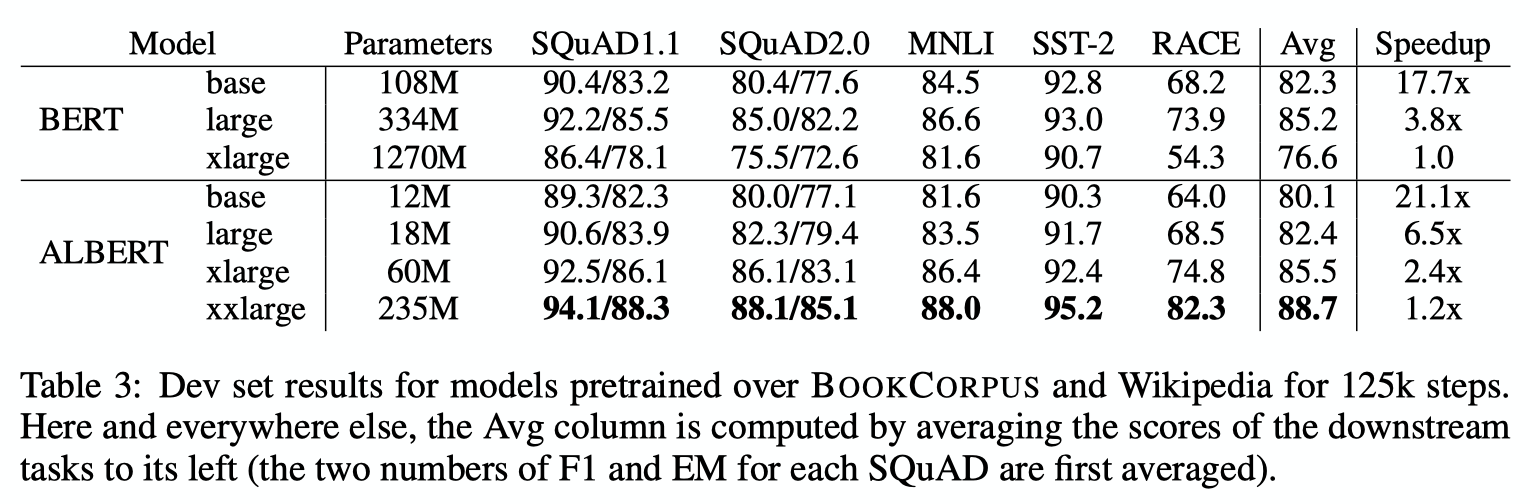 Model Parameters SQuAD1.1 SQuAD2.0 MNLI SST-2 RACE Avg Speedup
base 108M 90.4/83.2 80.4/77.6 84.5 92.8 68.2 82.3 17.7x
BERT large 334M 92.2/85.5 85.0/82.2 86.6 93.0 73.9 85.2 3.8x
xlarge 1270M 86.4/78.1 75.5/72.6 81.6 90.7 54.3 76.6 1.0
base 12M 89.3/82.3 80.0/77.1 81.6 90.3 64.0 80.1 21.1x
ALBERT large 18M 90.6/83.9 82.3/79.4 83.5 91.7 68.5 82.4 6.5x
xlarge 60M 92.5/86.1 86.1/83.1 86.4 92.4 74.8 85.5 2.4x
xxlarge 235M 94.1/88.3 88.1/85.1 88.0 95.2 82.3 88.7 1.2x
Table 3: Dev set results for models pretrained over BOOKCORPUS and Wikipedia for 125k steps.
Here and everywhere else, the Avg column is computed by averaging the scores of the downstream
tasks to its left (the two numbers of F1 and EM for each SQuAD are first averaged).